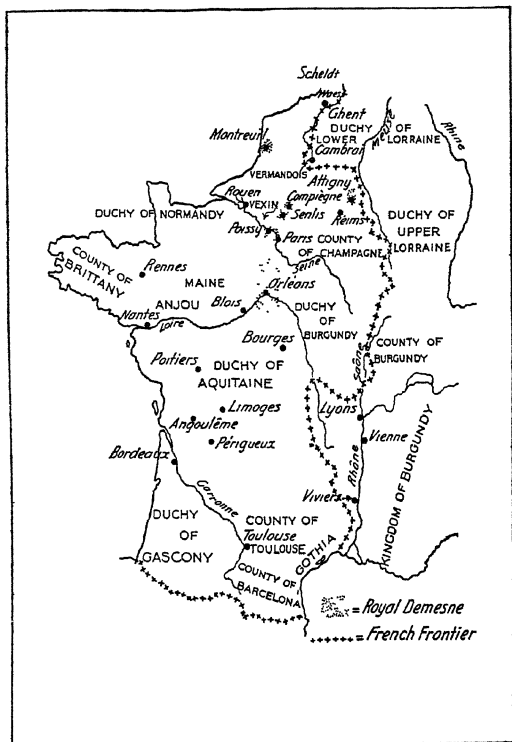 Scheldt
Waes
Ghent
DUCHY
OF
LOWER
LORRAINE
Meuse
Rhine
Montreuil
Cambrai
VERMANDOIS
Attigny
Compiègne
Rouen
VEXIN
Senlis
Reims
DUCHY OF NORMANDY
DUCHY OF
UPPER
LORRAINE
Poissy
Paris
COUNTY
OF CHAMPAGNE
Seine
COUNTY OF
BRITTANY
Rennes
MAINE
ANJOU
Orléans
Blois
DUCHY
OF
BURGUNDY
Nantes
Loire
Bourges
COUNTY OF
BURGUNDY
Saône
Poitiers
DUCHY OF
AQUITAINE
Limoges
Lyons
Angoulême
Vienne
Périgueux
Bordeaux
KINGDOM OF BURGUNDY
Rhône
Garonne
Viviers
DUCHY
OF
GASCONY
COUNTY OF
Toulouse
TOULOUSE
GOTHIA
COUNTY OF
BARCELONA
= Royal Demesne
= French Frontier